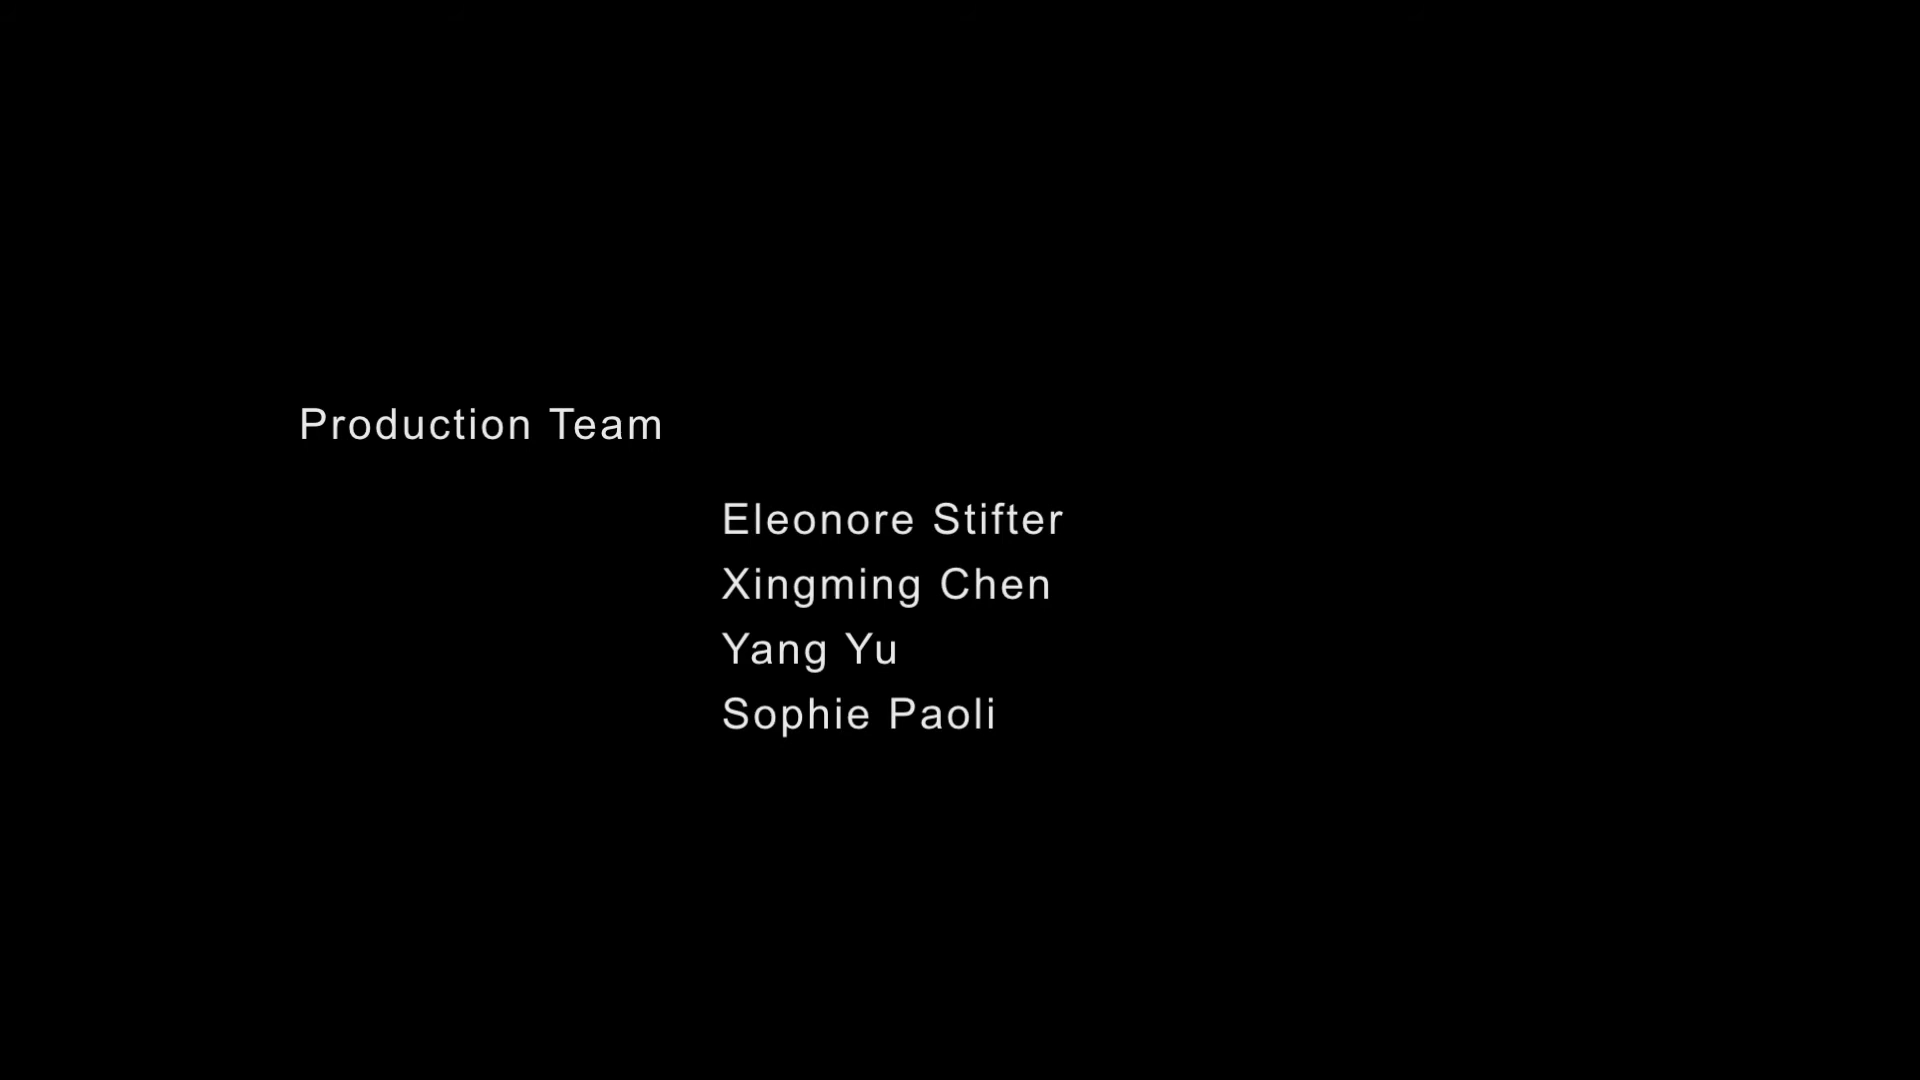 Production Team
Eleonore Stifter
Xingming Chen
Yang Yu
Sophie Paoli